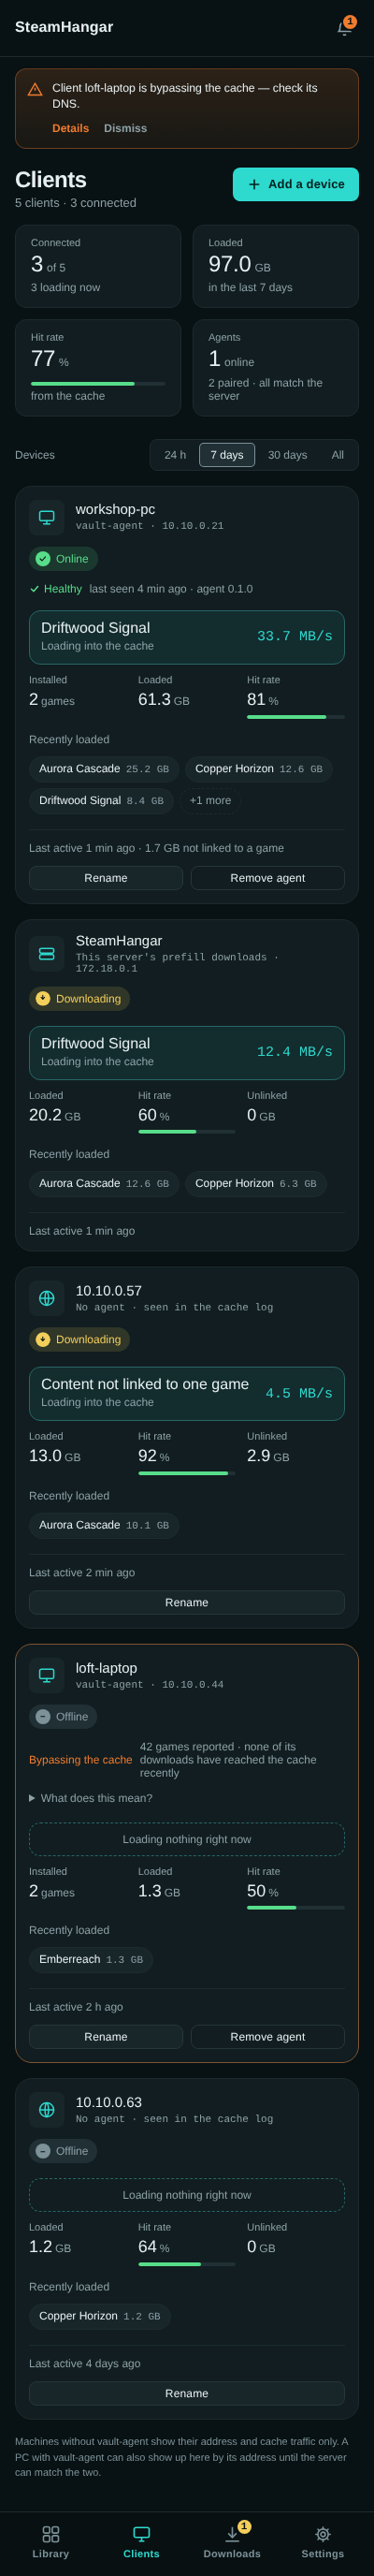 SteamHangar
1
Client loft-laptop is bypassing the cache — check its
DNS.
Details Dismiss
Clients
5 clients · 3 connected
Add a device
Connected
3 of 5
3 loading now
Loaded
97.0 GB
in the last 7 days
Hit rate
77 %
from the cache
Agents
1 online
2 paired · all match the
server
Devices
24 h 7 days 30 days All
workshop-pc
vault-agent · 10.10.0.21
Online
Healthy last seen 4 min ago · agent 0.1.0
Driftwood Signal
Loading into the cache
33.7 MB/s
Installed Loaded Hit rate
2 games 61.3 GB 81 %
Recently loaded
Aurora Cascade 25.2 GB Copper Horizon 12.6 GB
Driftwood Signal 8.4 GB +1 more
Last active 1 min ago · 1.7 GB not linked to a game
Rename Remove agent
SteamHangar
This server's prefill downloads ·
172.18.0.1
Downloading
Driftwood Signal
Loading into the cache
12.4 MB/s
Loaded Hit rate Unlinked
20.2 GB 60 % 0 GB
Recently loaded
Aurora Cascade 12.6 GB Copper Horizon 6.3 GB
Last active 1 min ago
10.10.0.57
No agent · seen in the cache log
Downloading
Content not linked to one game
Loading into the cache
4.5 MB/s
Loaded Hit rate Unlinked
13.0 GB 92 % 2.9 GB
Recently loaded
Aurora Cascade 10.1 GB
Last active 2 min ago
Rename
loft-laptop
vault-agent · 10.10.0.44
Offline
Bypassing the cache
42 games reported · none of its
downloads have reached the cache
recently
What does this mean?
Loading nothing right now
Installed Loaded Hit rate
2 games 1.3 GB 50 %
Recently loaded
Emberreach 1.3 GB
Last active 2 h ago
Rename Remove agent
10.10.0.63
No agent · seen in the cache log
Offline
Loading nothing right now
Loaded Hit rate Unlinked
1.2 GB 64 % 0 GB
Recently loaded
Copper Horizon 1.2 GB
Last active 4 days ago
Rename
Machines without vault-agent show their address and cache traffic only. A
PC with vault-agent can also show up here by its address until the server
can match the two.
1
Library Clients Downloads Settings